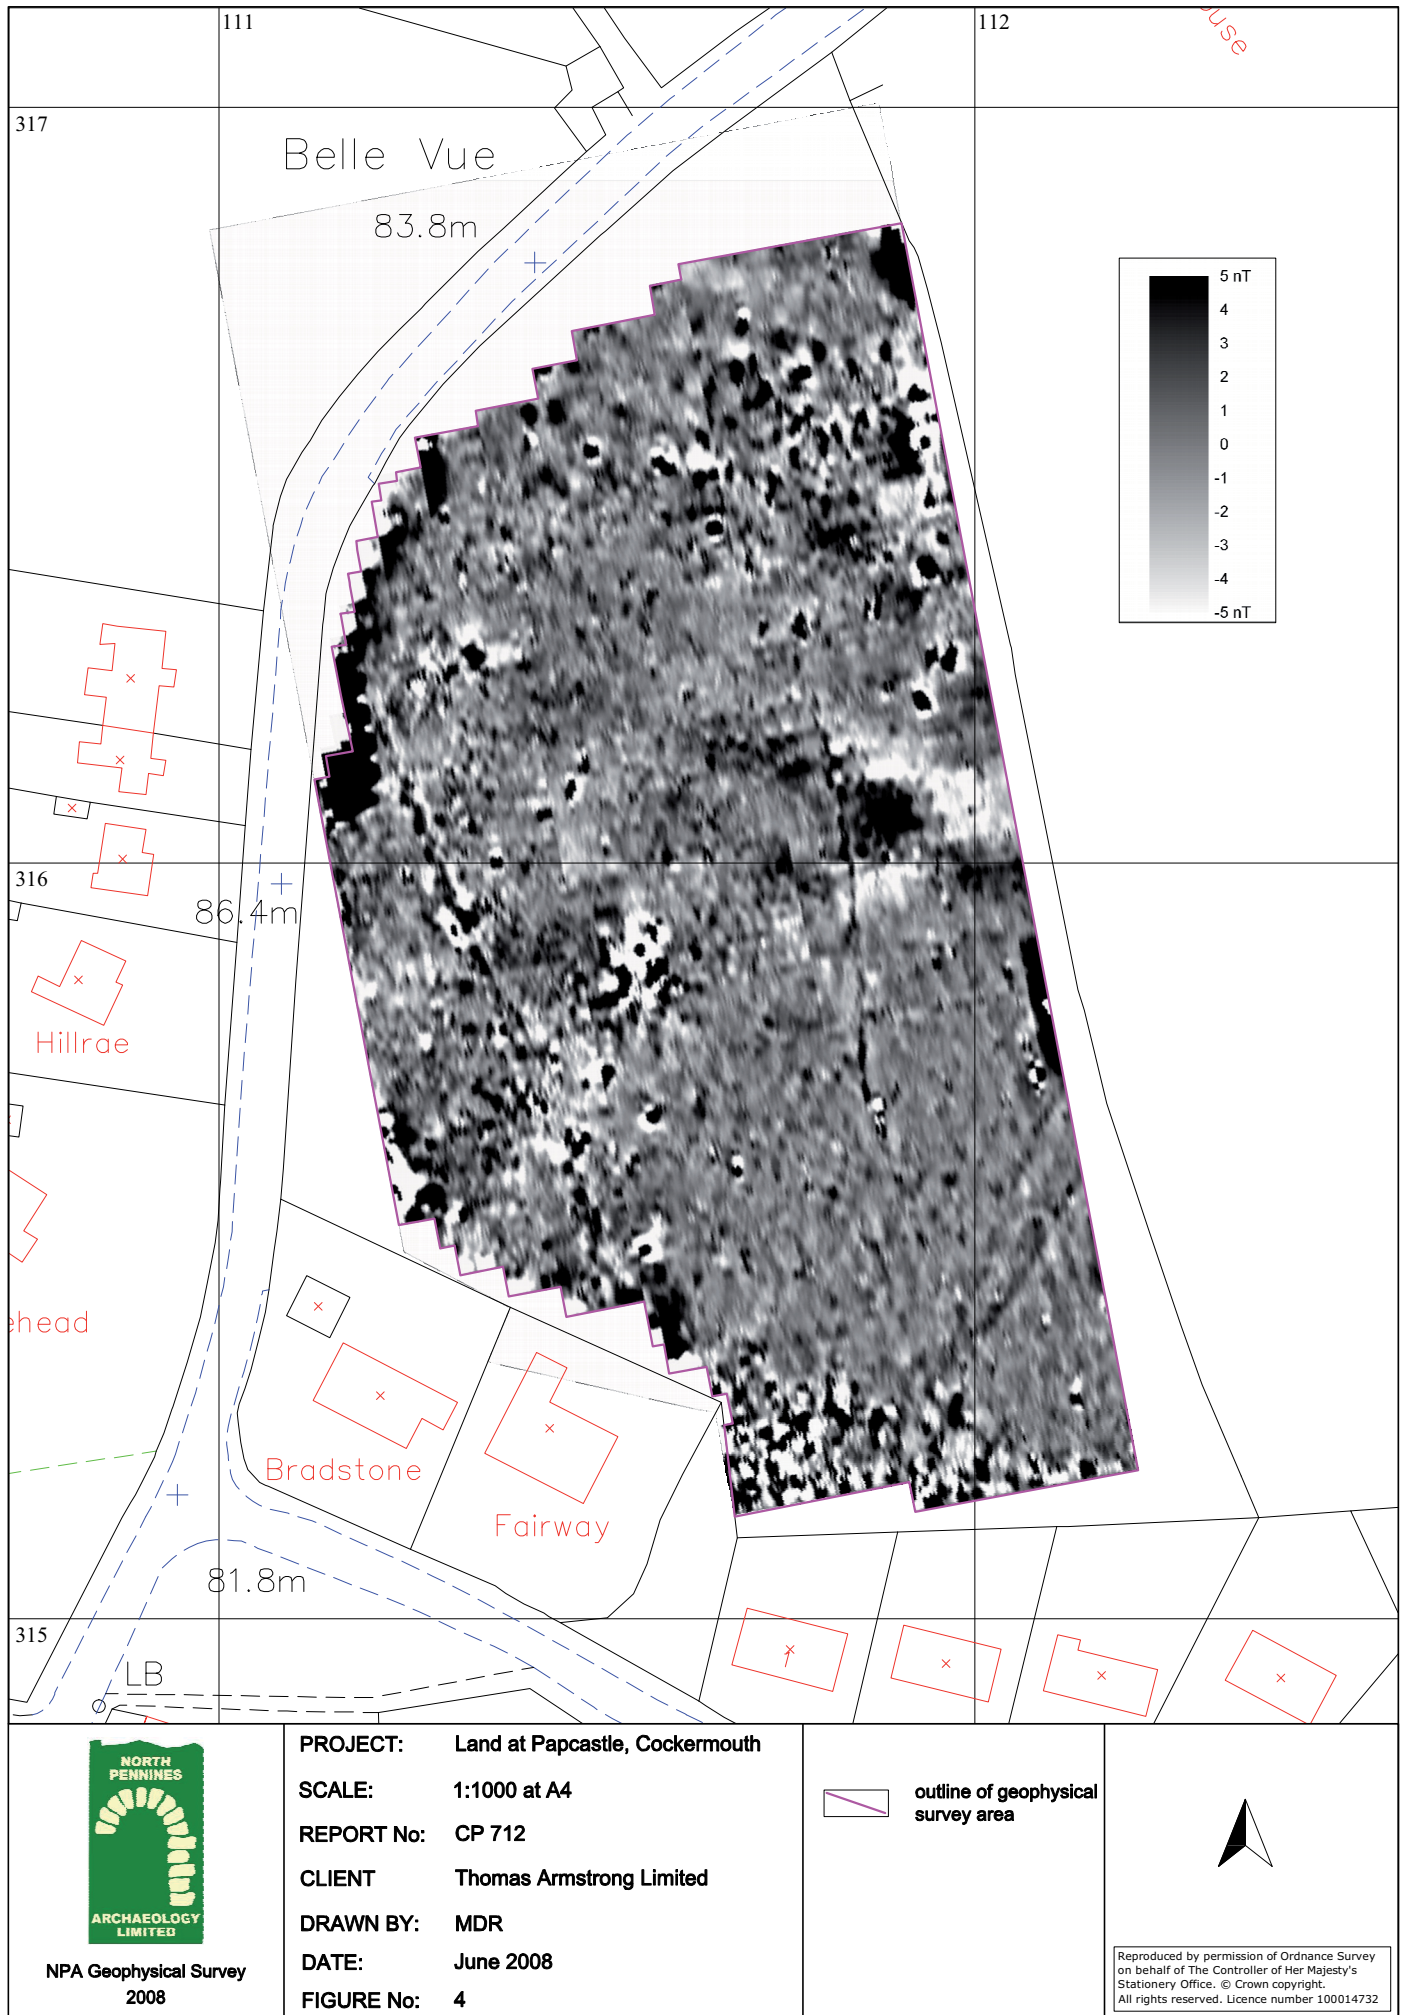 111
112
317
Belle Vue
83.8m
5 nT
4
3
2
1
0
-1
-2
-3
-4
-5 nT
316
86.4m
Hillrae
Bradstone
Fairway
81.8m
315
LB
NORTH
PENNINES
ARCHAEOLOGY
LIMITED
NPA Geophysical Survey
2008
PROJECT: Land at Papcastle, Cockermouth
SCALE: 1:1000 at A4
REPORT No: CP 712
CLIENT Thomas Armstrong Limited
DRAWN BY: MDR
DATE: June 2008
FIGURE No: 4
outline of geophysical
survey area
Reproduced by permission of Ordnance Survey
on behalf of The Controller of Her Majesty's
Stationery Office. © Crown copyright.
All rights reserved. Licence number 100014732